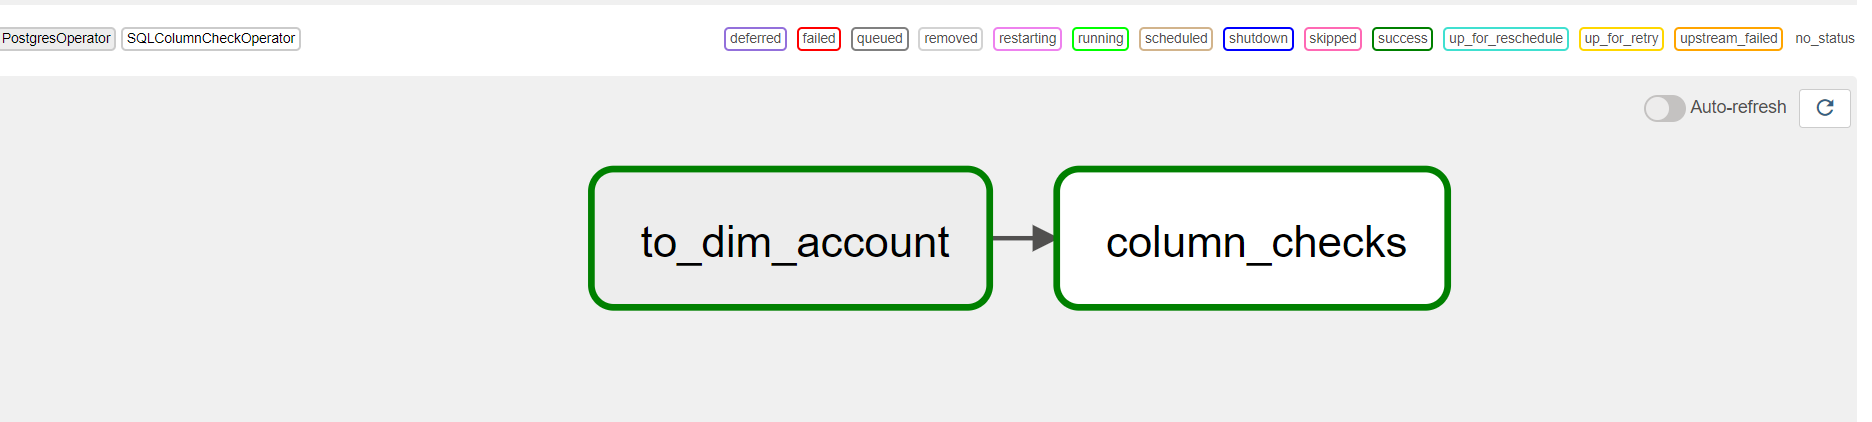 PostgresOperator SQLColumnCheckOperator deferred failed queued removed restarting running scheduled shutdown skipped success up_for_reschedule up_for_retry upstream_failed no_status
Auto-refresh
to_dim_account column_checks